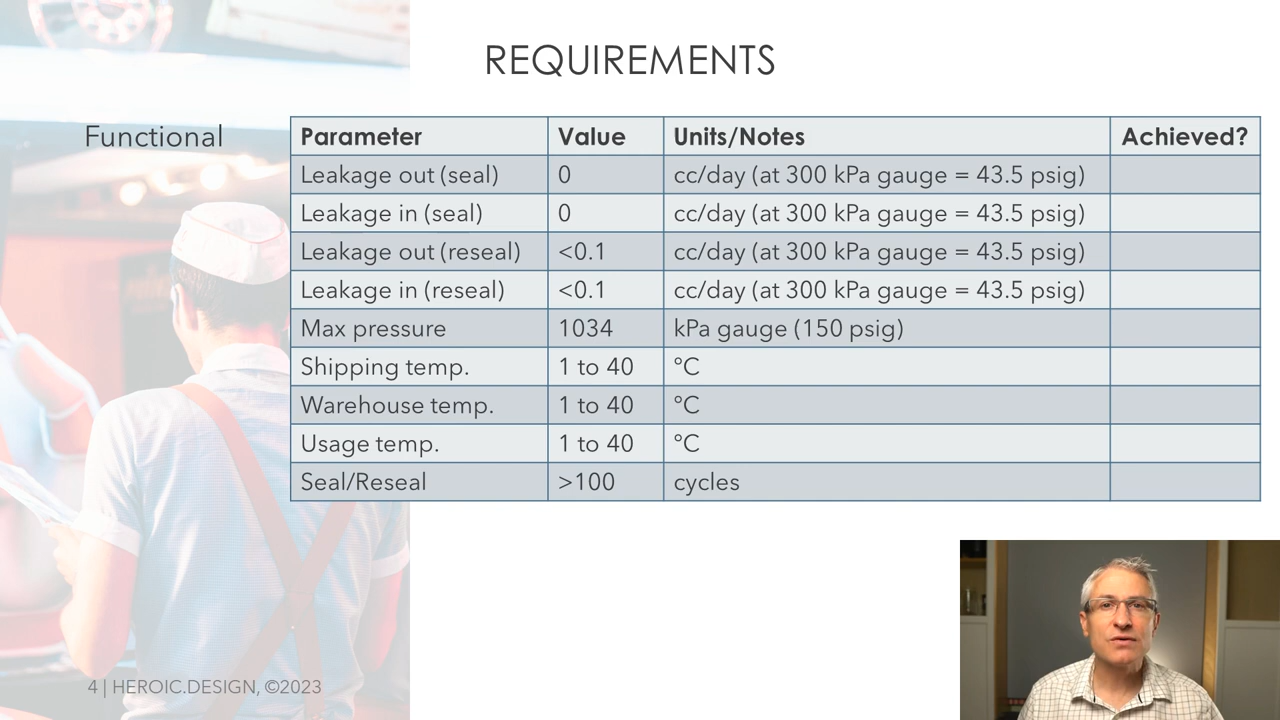 REQUIREMENTS
Functional
Parameter Value Units/Notes Achieved?
Leakage out (seal) 0 cc/day (at 300 kPa gauge = 43.5 psig)
Leakage in (seal) 0 cc/day (at 300 kPa gauge = 43.5 psig)
Leakage out (reseal) <0.1 cc/day (at 300 kPa gauge = 43.5 psig)
Leakage in (reseal) <0.1 cc/day (at 300 kPa gauge = 43.5 psig)
Max pressure 1034 kPa gauge (150 psig)
Shipping temp. 1 to 40 °C
Warehouse temp. 1 to 40 °C
Usage temp. 1 to 40 °C
Seal/Reseal >100 cycles
4 | HEROIC.DESIGN, ©2023